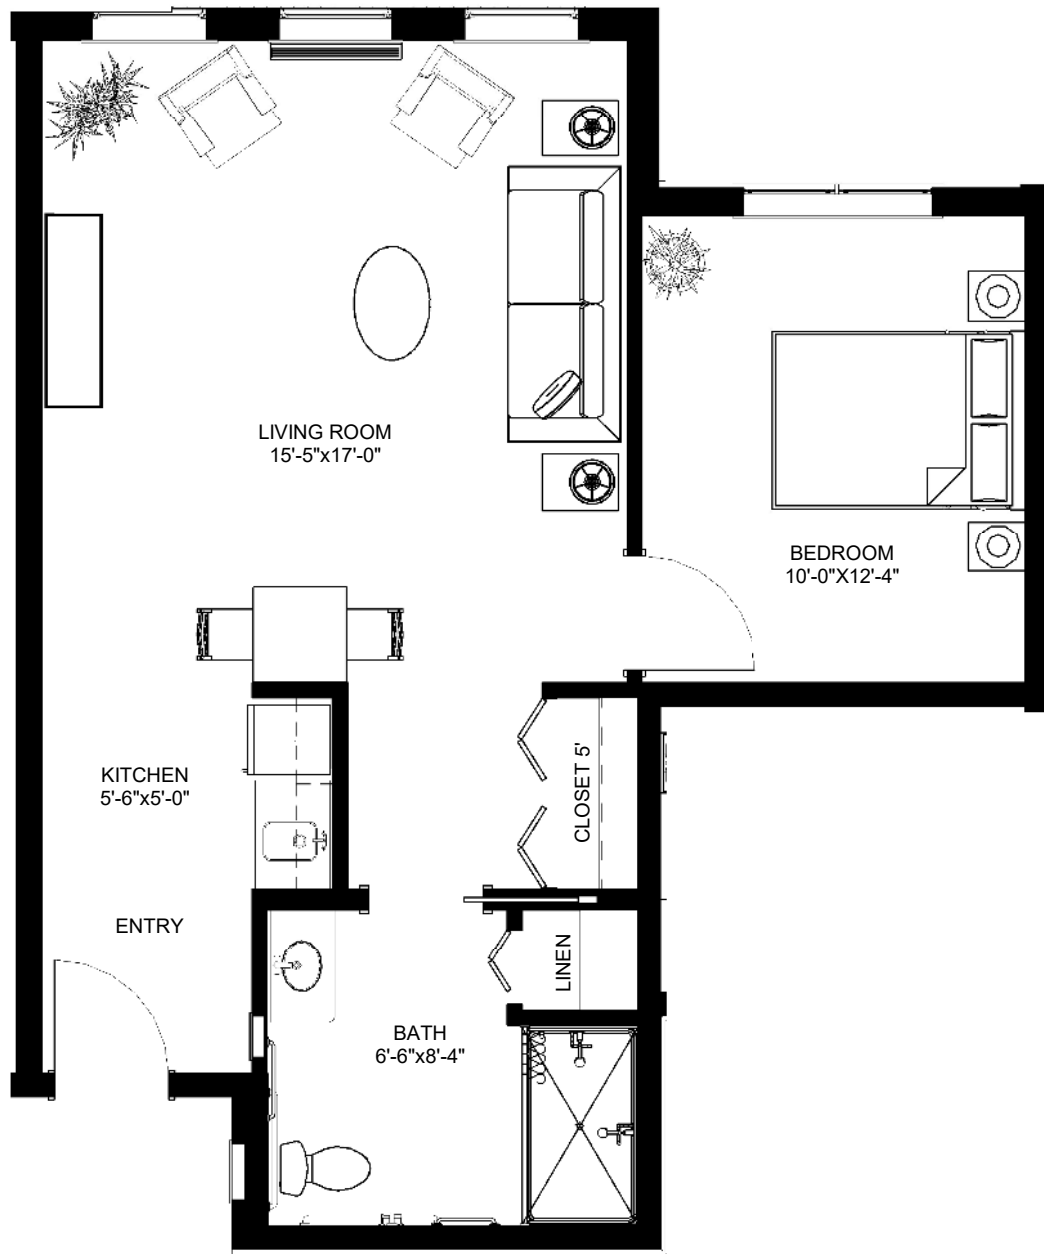 LIVING ROOM
15'-5"x17'-0"
BEDROOM
10'-0"X12'-4"
KITCHEN
5'-6"x5'-0"
CLOSET 5'
ENTRY
LINEN
BATH
6'-6"x8'-4"